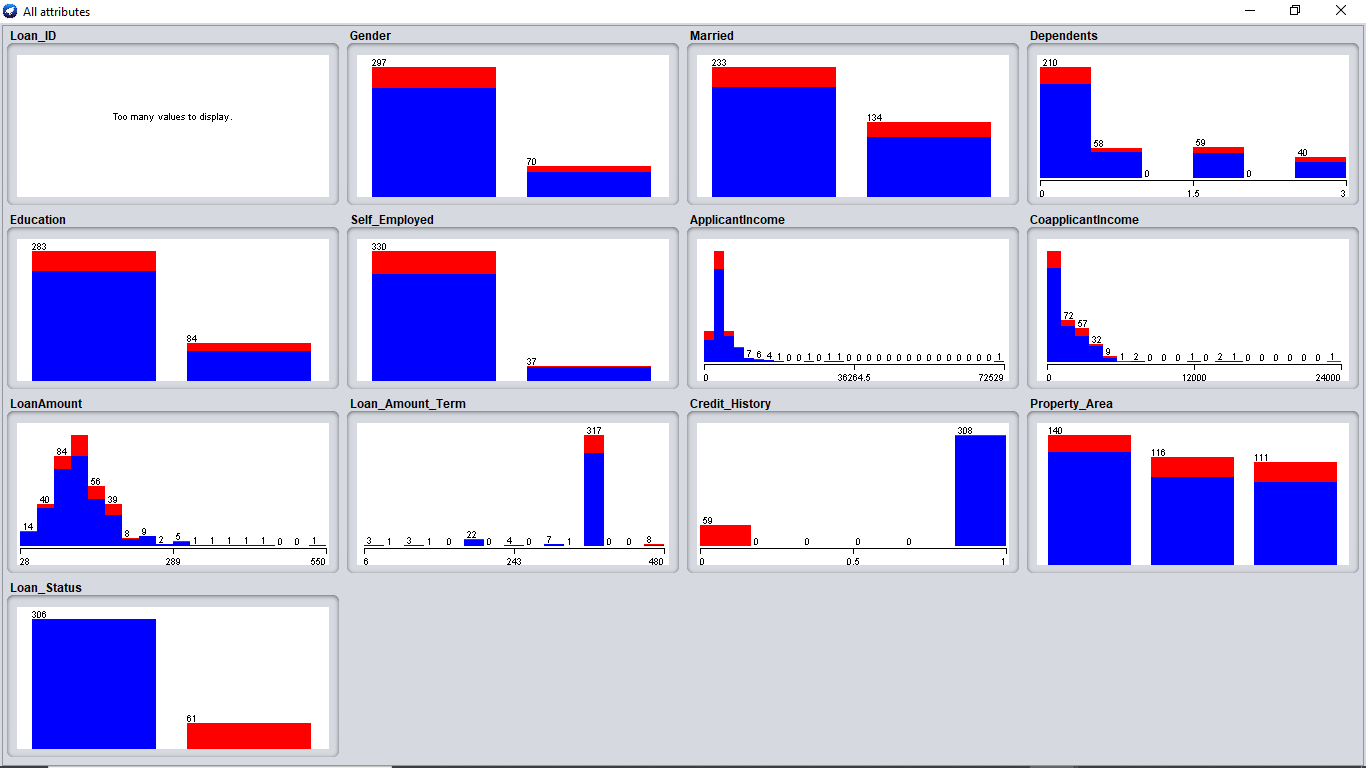 All attributes
Loan_ID
Too many values to display.
Gender
297
70
Married
233
134
Dependents
210
58
0
59
0
40
0
1.5
3
Education
283
84
Self_Employed
330
37
ApplicantIncome
7 6 4 1 0 0 1 0 1 1 0 0 0 0 0 0 0 0 0 0 0 0 0 0 0 1
0
36264.5
72529
CoapplicantIncome
72
57
32
9
1 2 0 0 0 1 0 2 1 0 0 0 0 0 0 1
0
12000
24000
LoanAmount
14
40
84
56
39
8
9
2
5
1 1 1 1 1 0 0 1
28
289
550
Loan_Amount_Term
3 1 3 1 0 22 0 4 0 7 1 317 0 0 8
6
243
480
Credit_History
59
0
0
0
0
308
0
0.5
1
Property_Area
140
116
111
Loan_Status
306
61